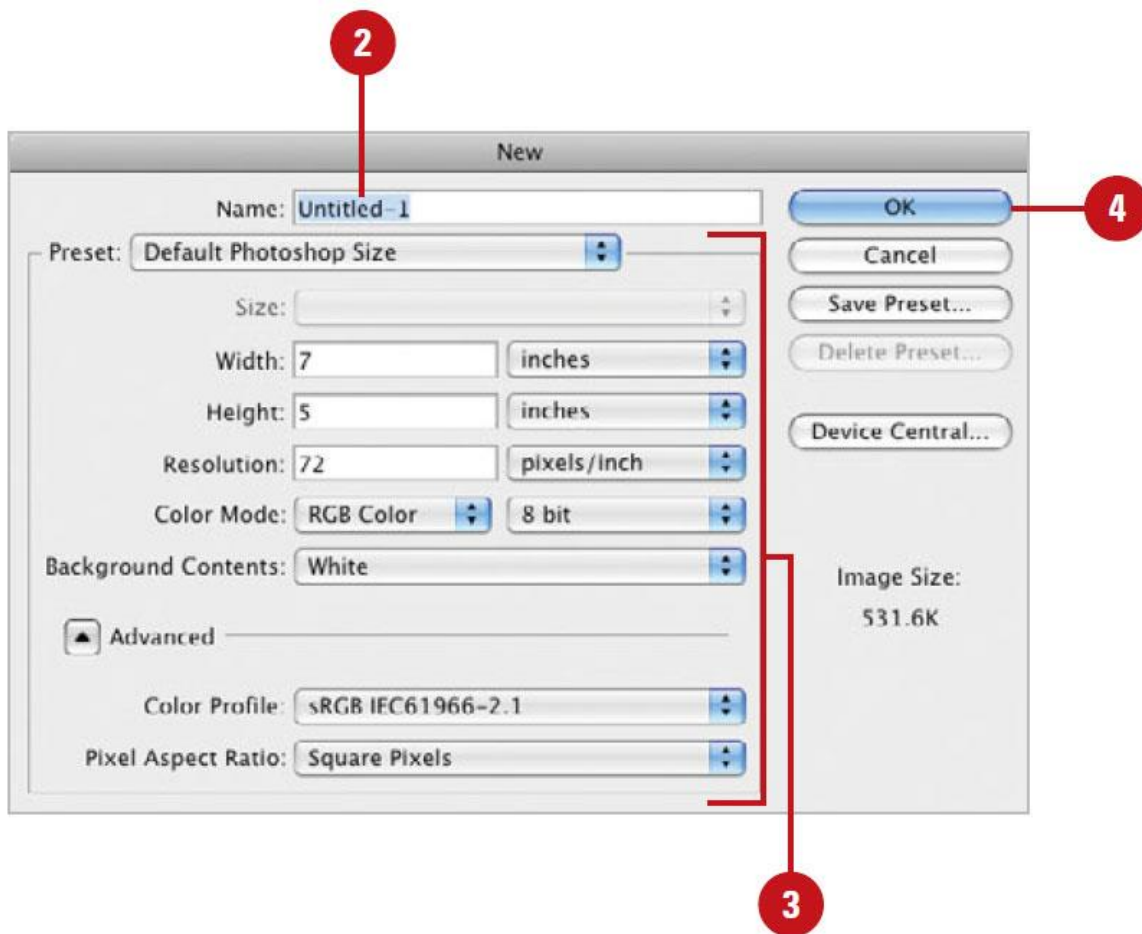 2
New
Name: Untitled-1
OK
4
Preset: Default Photoshop Size
Cancel
Size:
Save Preset...
Width: 7 inches
Delete Preset...
Height: 5 inches
Device Central...
Resolution: 72 pixels/inch
Color Mode: RGB Color 8 bit
Background Contents: White
Image Size:
531.6K
Advanced
Color Profile: sRGB IEC61966-2.1
Pixel Aspect Ratio: Square Pixels
3